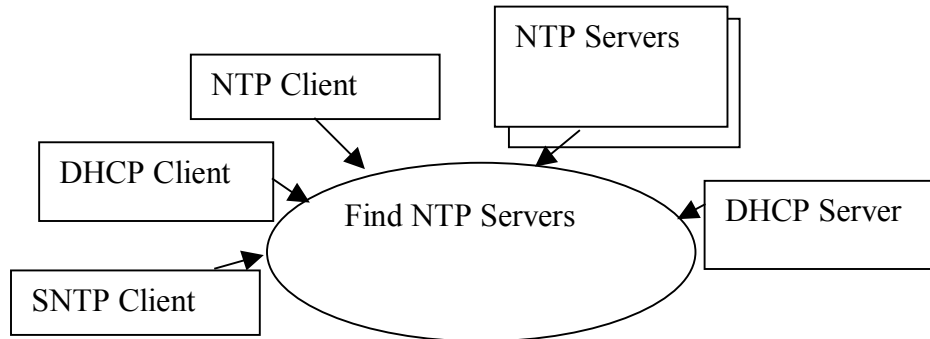 NTP Servers
NTP Client
DHCP Client
Find NTP Servers
DHCP Server
SNTP Client